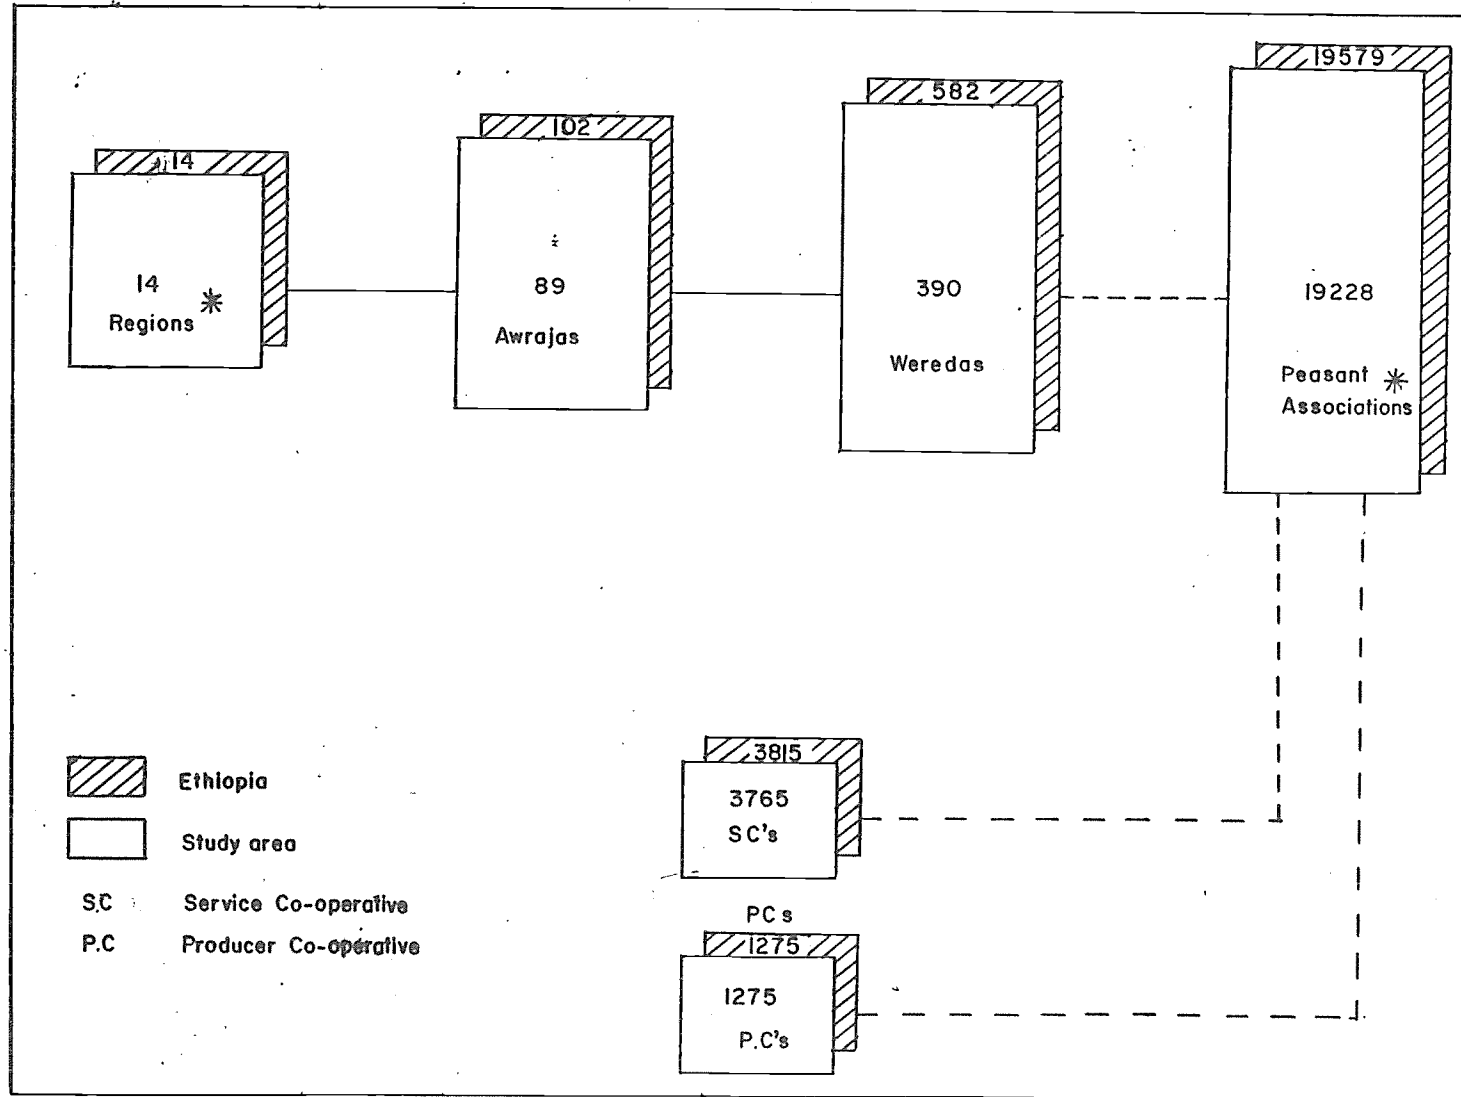 14
14
Regions *
102
89
Awrajas
582
390
Weredas
19579
19228
Peasant *
Associations
3815
3765
SC's
PCs
1275
1275
P.C's
Ethiopia
Study area
S.C Service Co-operative
P.C Producer Co-operative